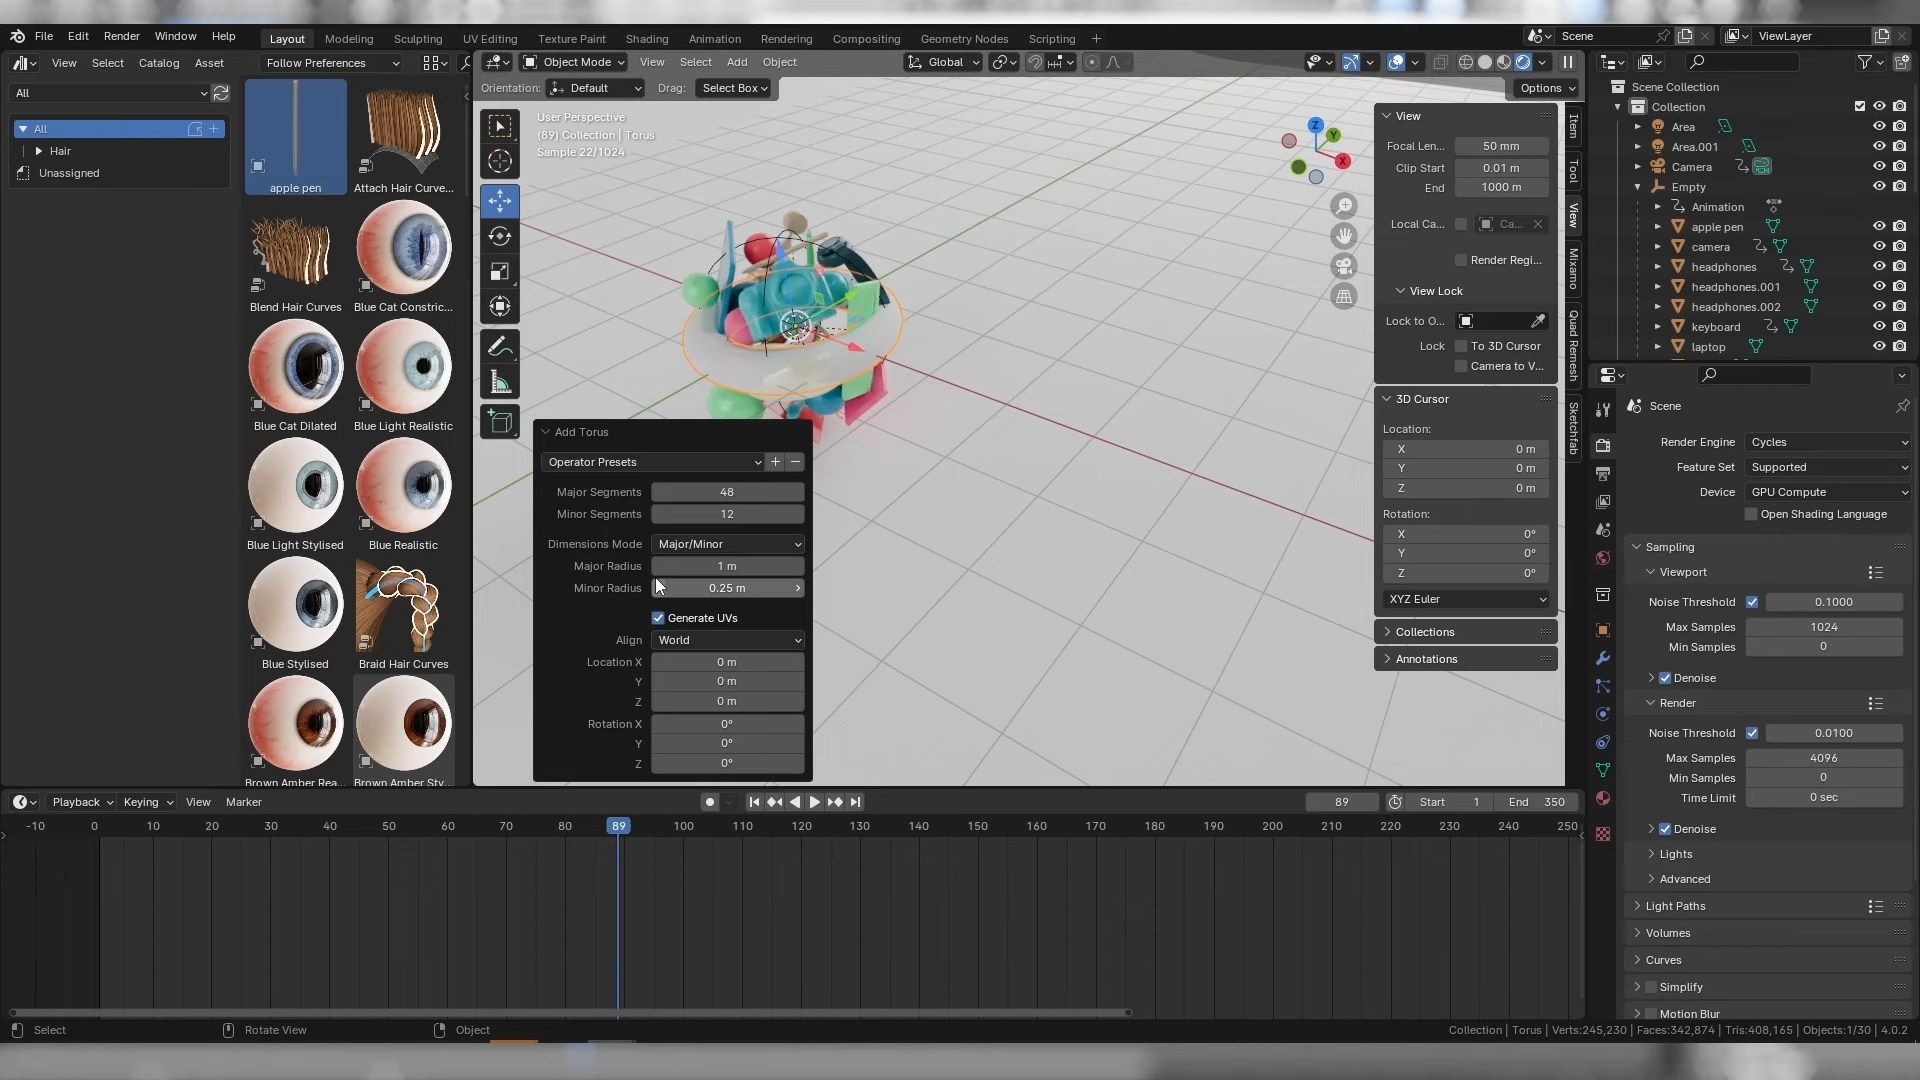 File Edit Render Window Help
Layout Modeling Sculpting UV Editing Texture Paint Shading Animation Rendering Compositing Geometry Nodes Scripting +
Scene
ViewLayer
View Select Catalog Asset Follow Preferences
Object Mode View Select Add Object Global
Orientation: Default Drag: Select Box
Options
All
All
Hair
Unassigned
apple pen
Attach Hair Curve...
Blend Hair Curves
Blue Cat Constric...
Blue Cat Dilated
Blue Light Realistic
Blue Light Stylised
Blue Realistic
Blue Stylised
Braid Hair Curves
Brown Amber Rea...
Brown Amber Sty...
User Perspective
(89) Collection | Torus
Sample 22/1024
Z
Y
X
Add Torus
Operator Presets
Major Segments 48
Minor Segments 12
Dimensions Mode Major/Minor
Major Radius 1 m
Minor Radius 0.25 m
Generate UVs
Align World
Location X 0 m
Y 0 m
Z 0 m
Rotation X 0°
Y 0°
Z 0°
View
Focal Len... 50 mm
Clip Start 0.01 m
End 1000 m
Local Ca... Ca...
Render Regi...
View Lock
Lock to O...
Lock To 3D Cursor
Camera to V...
3D Cursor
Location:
X 0 m
Y 0 m
Z 0 m
Rotation:
X 0°
Y 0°
Z 0°
XYZ Euler
Collections
Annotations
Item
Tool
View
Mixamo
Quad Remesh
Sketchfab
Scene Collection
Collection
Area
Area.001
Camera
Empty
Animation
apple pen
camera
headphones
headphones.001
headphones.002
keyboard
laptop
Scene
Render Engine Cycles
Feature Set Supported
Device GPU Compute
Open Shading Language
Sampling
Viewport
Noise Threshold 0.1000
Max Samples 1024
Min Samples 0
Denoise
Render
Noise Threshold 0.0100
Max Samples 4096
Min Samples 0
Time Limit 0 sec
Denoise
Lights
Advanced
Light Paths
Volumes
Curves
Simplify
Motion Blur
Playback Keying View Marker
89 Start 1 End 350
-10 0 10 20 30 40 50 60 70 80 89 100 110 120 130 140 150 160 170 180 190 200 210 220 230 240 250
Select Rotate View Object
Collection | Torus | Verts:245,230 | Faces:342,874 | Tris:408,165 | Objects:1/30 | 4.0.2